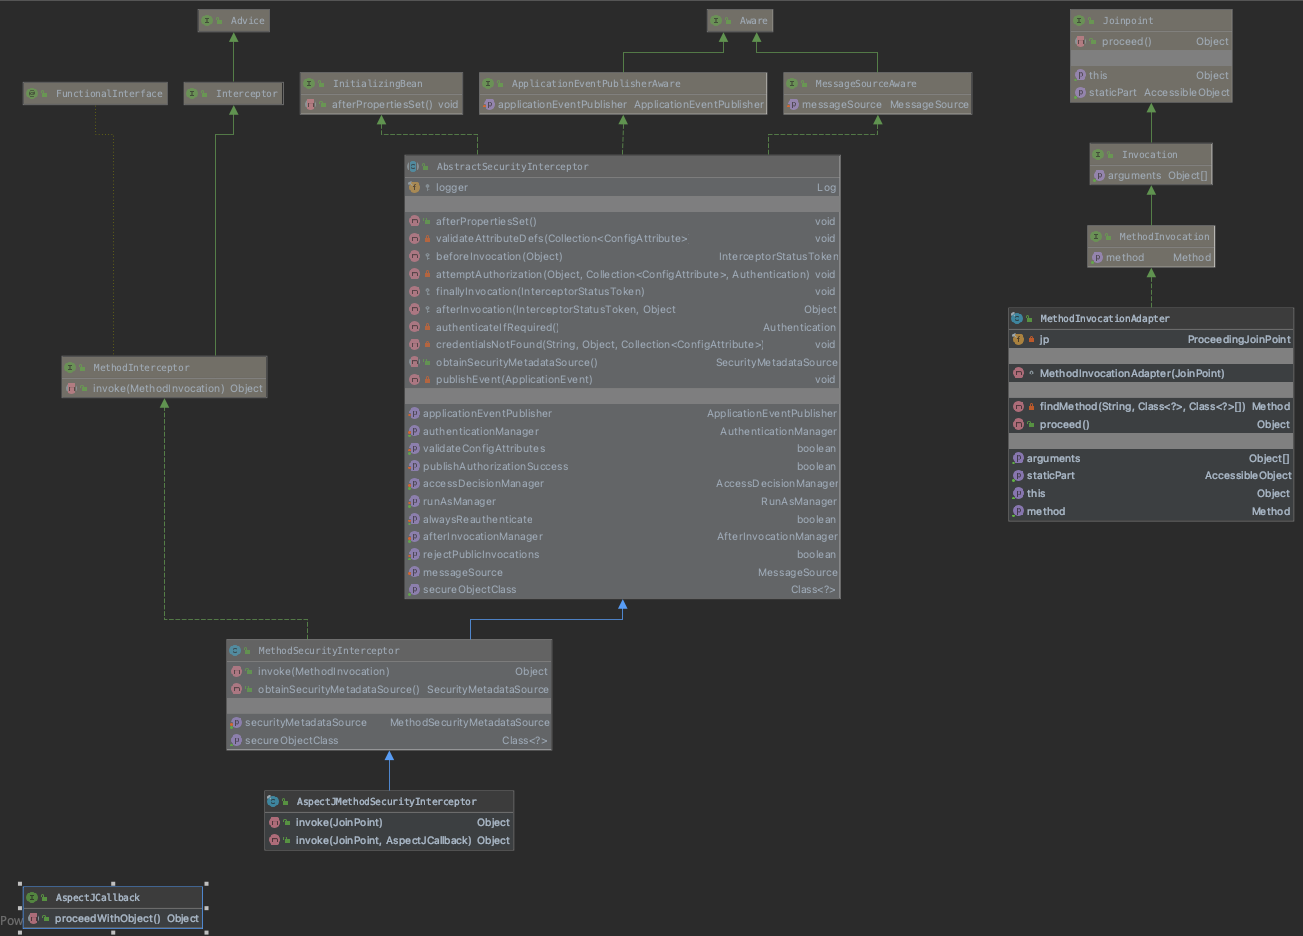 Advice
Aware
Joinpoint
proceed() Object
this Object
staticPart AccessibleObject
FunctionalInterface
Interceptor
InitializingBean
afterPropertiesSet() void
ApplicationEventPublisherAware
applicationEventPublisher ApplicationEventPublisher
MessageSourceAware
messageSource MessageSource
Invocation
arguments Object[]
MethodInvocation
method Method
AbstractSecurityInterceptor
logger Log
afterPropertiesSet() void
validateAttributeDefs(Collection<ConfigAttribute> void
beforeInvocation(Object) InterceptorStatusToken
attemptAuthorization(Object, Collection<ConfigAttribute>, Authentication) void
finallyInvocation(InterceptorStatusToken) void
afterInvocation(InterceptorStatusToken, Object Object
authenticateIfRequired() Authentication
credentialsNotFound(String, Object, Collection<ConfigAttribute> void
obtainSecurityMetadataSource() SecurityMetadataSource
publishEvent(ApplicationEvent) void
applicationEventPublisher ApplicationEventPublisher
authenticationManager AuthenticationManager
validateConfigAttributes boolean
publishAuthorizationSuccess boolean
accessDecisionManager AccessDecisionManager
runAsManager RunAsManager
alwaysReauthenticate boolean
afterInvocationManager AfterInvocationManager
rejectPublicInvocations boolean
messageSource MessageSource
secureObjectClass Class<?>
MethodInvocationAdapter
jp ProceedingJoinPoint
MethodInvocationAdapter(JoinPoint)
findMethod(String, Class<?>, Class<?>[]) Method
proceed() Object
arguments Object[]
staticPart AccessibleObject
this Object
method Method
MethodInterceptor
invoke(MethodInvocation) Object
MethodSecurityInterceptor
invoke(MethodInvocation) Object
obtainSecurityMetadataSource() SecurityMetadataSource
securityMetadataSource MethodSecurityMetadataSource
secureObjectClass Class<?>
AspectJMethodSecurityInterceptor
invoke(JoinPoint) Object
invoke(JoinPoint, AspectJCallback) Object
AspectJCallback
proceedWithObject() Object
Pow